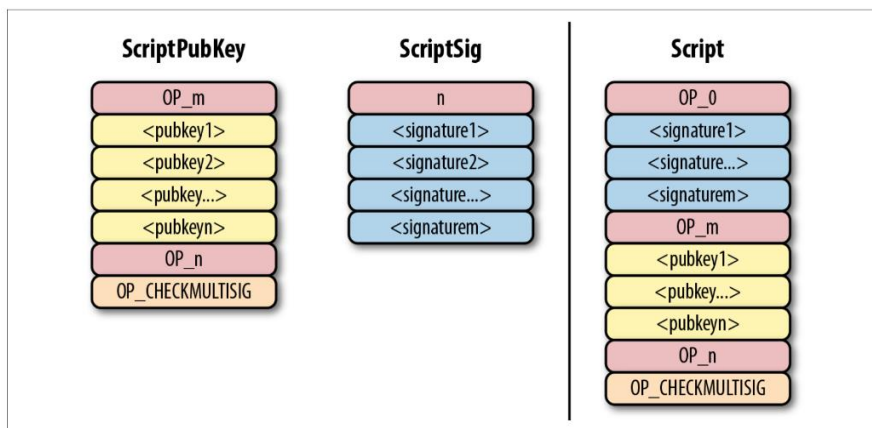 ScriptPubKey
OP_m
<pubkey1>
<pubkey2>
<pubkey...>
<pubkeyn>
OP_n
OP_CHECKMULTISIG
ScriptSig
n
<signature1>
<signature2>
<signature...>
<signaturem>
Script
OP_0
<signature1>
<signature...>
<signaturem>
OP_m
<pubkey1>
<pubkey...>
<pubkeyn>
OP_n
OP_CHECKMULTISIG